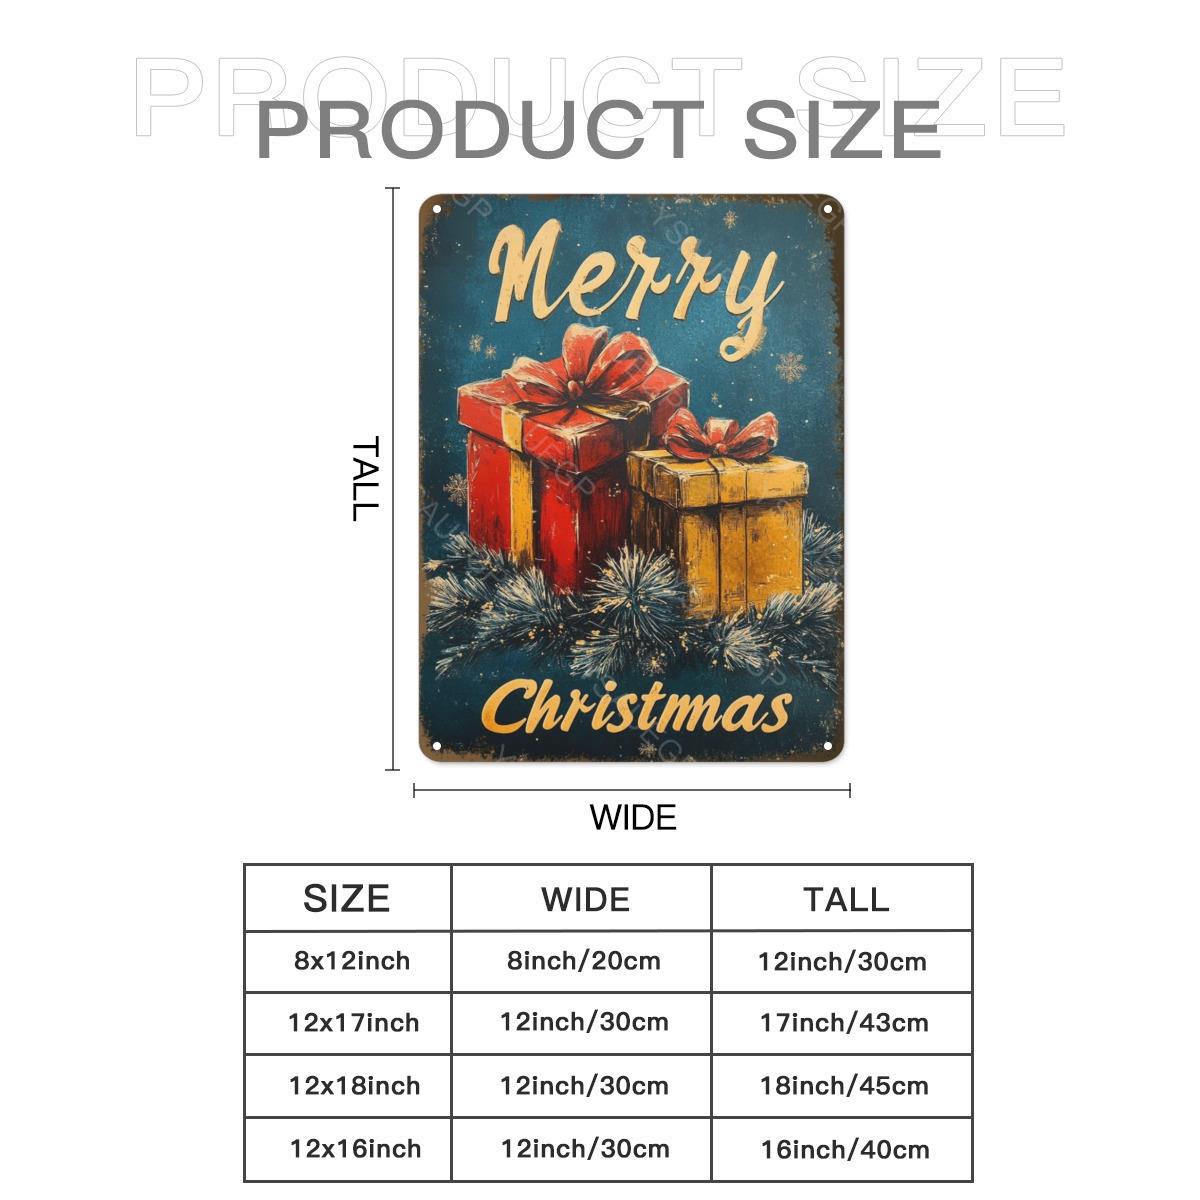 PRODUCT SIZE
PRODUCT SIZE
Merry
Christmas
TALL
WIDE
SIZE WIDE TALL
8x12inch 8inch/20cm 12inch/30cm
12x17inch 12inch/30cm 17inch/43cm
12x18inch 12inch/30cm 18inch/45cm
12x16inch 12inch/30cm 16inch/40cm